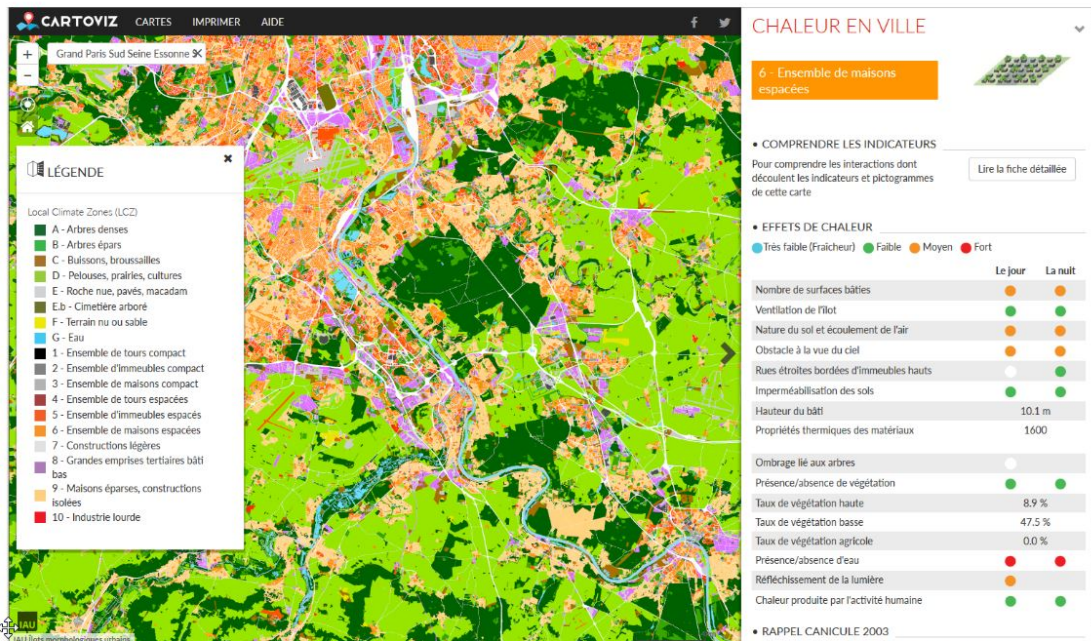 CARTOVIZ CARTES IMPRIMER AIDE
+ Grand Paris Sud Seine Essonne
-
LÉGENDE
Local Climate Zones (LCZ)
A - Arbres denses
B - Arbres épars
C - Buissons, broussailles
D - Pelouses, prairies, cultures
E - Roche nue, pavés, macadam
E.b - Cimetière arboré
F - Terrain nu ou sable
G - Eau
1 - Ensemble de tours compact
2 - Ensemble d'immeubles compact
3 - Ensemble de maisons compact
4 - Ensemble de tours espacées
5 - Ensemble d'immeubles espacés
6 - Ensemble de maisons espacées
7 - Constructions légères
8 - Grandes emprises tertiaires bâti
bas
9 - Maisons éparses, constructions
isolées
10 - Industrie lourde
IAU
IAU îlots morphologiques urbains
CHALEUR EN VILLE
6 - Ensemble de maisons
espacées
• COMPRENDRE LES INDICATEURS
Pour comprendre les interactions dont
découlent les indicateurs et pictogrammes
de cette carte
Lire la fiche détaillée
• EFFETS DE CHALEUR
Très faible (Fraicheur) Faible Moyen Fort
Le jour La nuit
Nombre de surfaces bâties
Ventilation de l'îlot
Nature du sol et écoulement de l'air
Obstacle à la vue du ciel
Rues étroites bordées d'immeubles hauts
Imperméabilisation des sols
Hauteur du bâti 10.1 m
Propriétés thermiques des matériaux 1600
Ombrage lié aux arbres
Présence/absence de végétation
Taux de végétation haute 8.9 %
Taux de végétation basse 47.5 %
Taux de végétation agricole 0.0 %
Présence/absence d'eau
Réfléchissement de la lumière
Chaleur produite par l'activité humaine
• RAPPEL CANICULE 2003